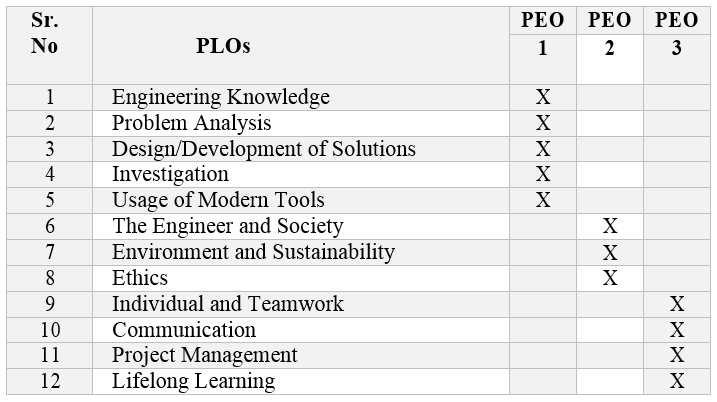 Sr. No PLOs PEO 1 PEO 2 PEO 3
1 Engineering Knowledge X
2 Problem Analysis X
3 Design/Development of Solutions X
4 Investigation X
5 Usage of Modern Tools X
6 The Engineer and Society X
7 Environment and Sustainability X
8 Ethics X
9 Individual and Teamwork X
10 Communication X
11 Project Management X
12 Lifelong Learning X